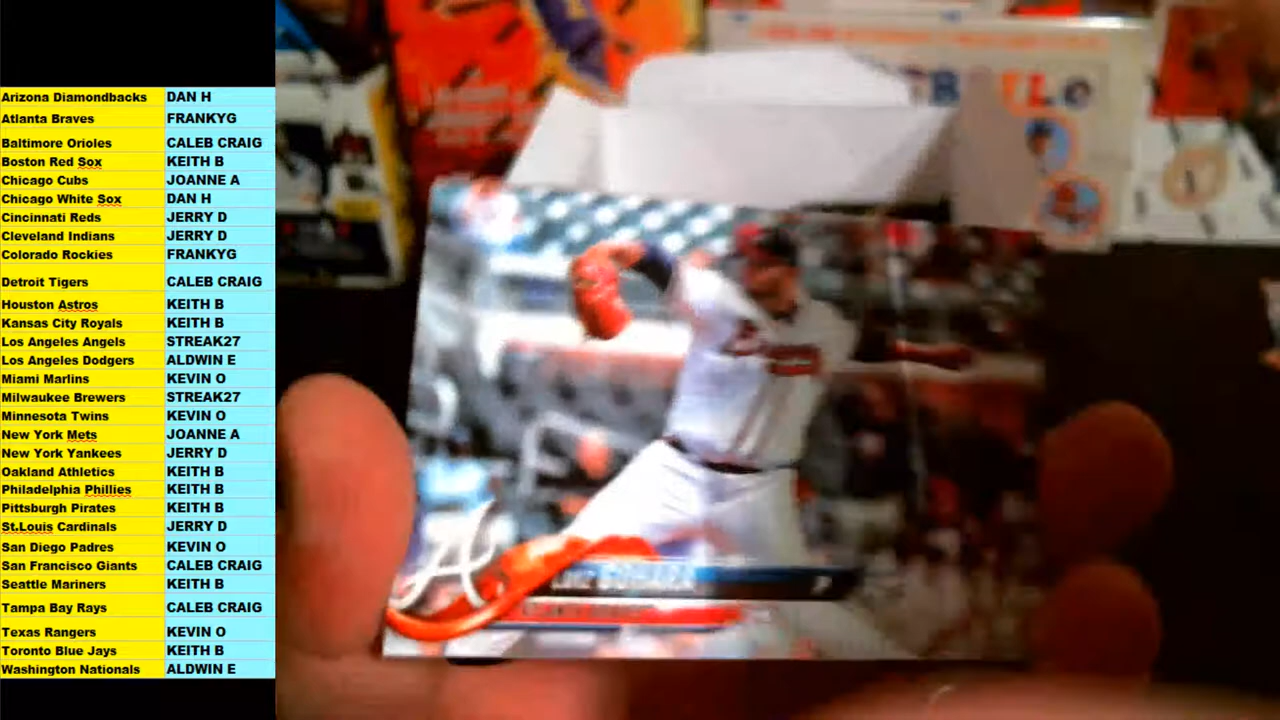 Arizona Diamondbacks DAN H
Atlanta Braves FRANKYG
Baltimore Orioles CALEB CRAIG
Boston Red Sox KEITH B
Chicago Cubs JOANNE A
Chicago White Sox DAN H
Cincinnati Reds JERRY D
Cleveland Indians JERRY D
Colorado Rockies FRANKYG
Detroit Tigers CALEB CRAIG
Houston Astros KEITH B
Kansas City Royals KEITH B
Los Angeles Angels STREAK27
Los Angeles Dodgers ALDWIN E
Miami Marlins KEVIN O
Milwaukee Brewers STREAK27
Minnesota Twins KEVIN O
New York Mets JOANNE A
New York Yankees JERRY D
Oakland Athletics KEITH B
Philadelphia Phillies KEITH B
Pittsburgh Pirates KEITH B
St.Louis Cardinals JERRY D
San Diego Padres KEVIN O
San Francisco Giants CALEB CRAIG
Seattle Mariners KEITH B
Tampa Bay Rays CALEB CRAIG
Texas Rangers KEVIN O
Toronto Blue Jays KEITH B
Washington Nationals ALDWIN E
A